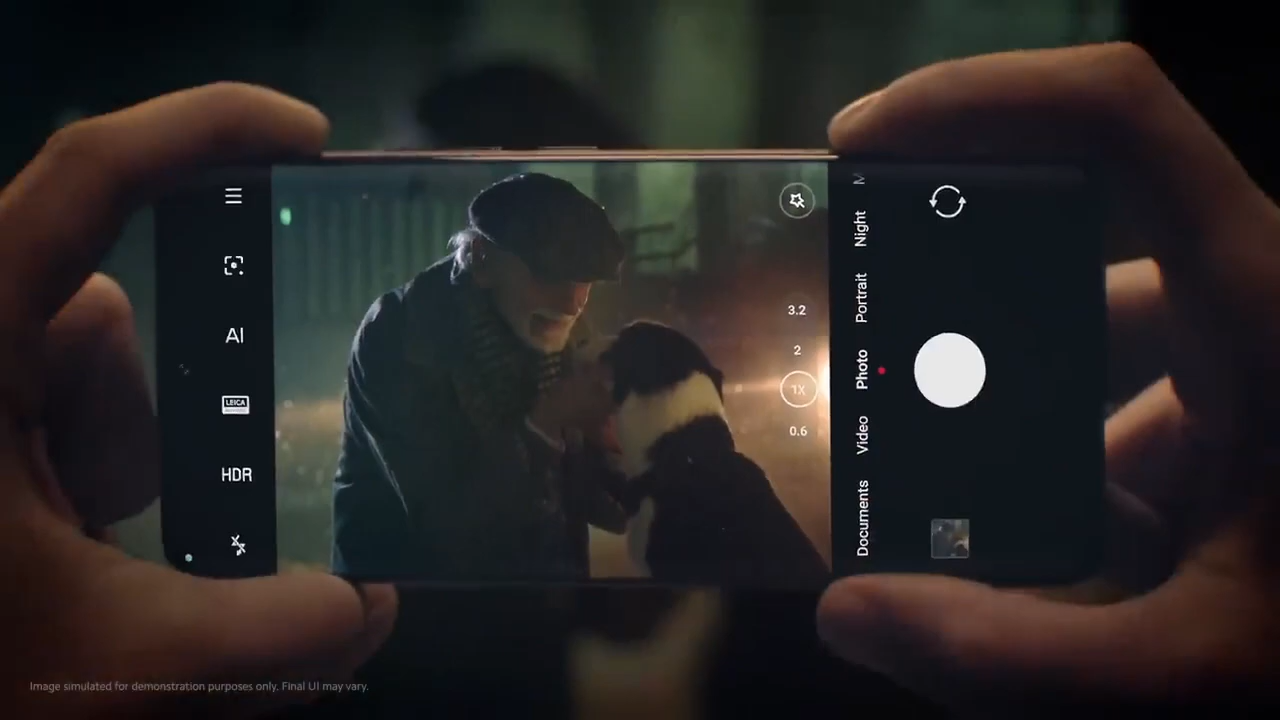 AI
LEICA
HDR
3.2
2
1X
0.6
M
Night
Portrait
Photo
Video
Documents
Image simulated for demonstration purposes only. Final UI may vary.